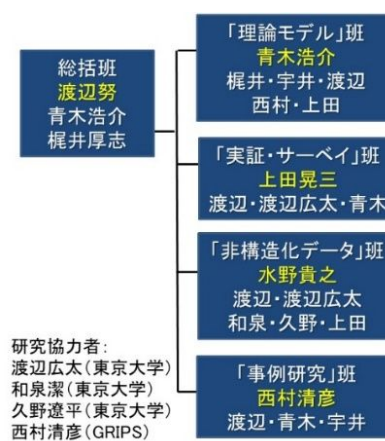 総括班
渡辺努
青木浩介
梶井厚志
「理論モデル」班
青木浩介
梶井・宇井・渡辺
西村・上田
「実証・サーベイ」班
上田晃三
渡辺・渡辺広太・青木
「非構造化データ」班
水野貴之
渡辺・渡辺広太
和泉・久野・上田
「事例研究」班
西村清彦
渡辺・青木・宇井
研究協力者:
渡辺広太(東京大学)
和泉潔(東京大学)
久野遼平(東京大学)
西村清彦(GRIPS)